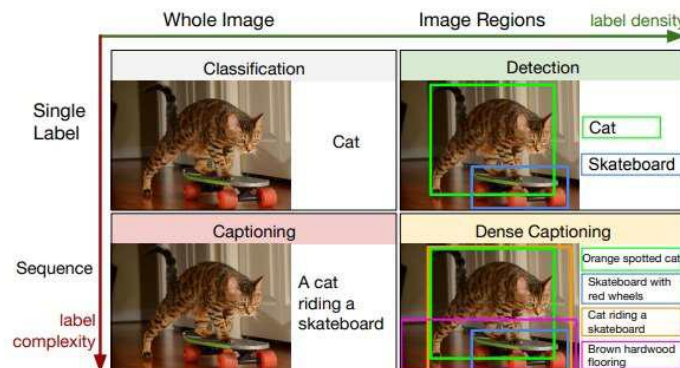 Whole Image
Image Regions
label density
Single
Label
Classification
Cat
Detection
Cat
Skateboard
Sequence
label
complexity
Captioning
A cat
riding a
skateboard
Dense Captioning
Orange spotted cat
Skateboard with
red wheels
Cat riding a
skateboard
Brown hardwood
flooring